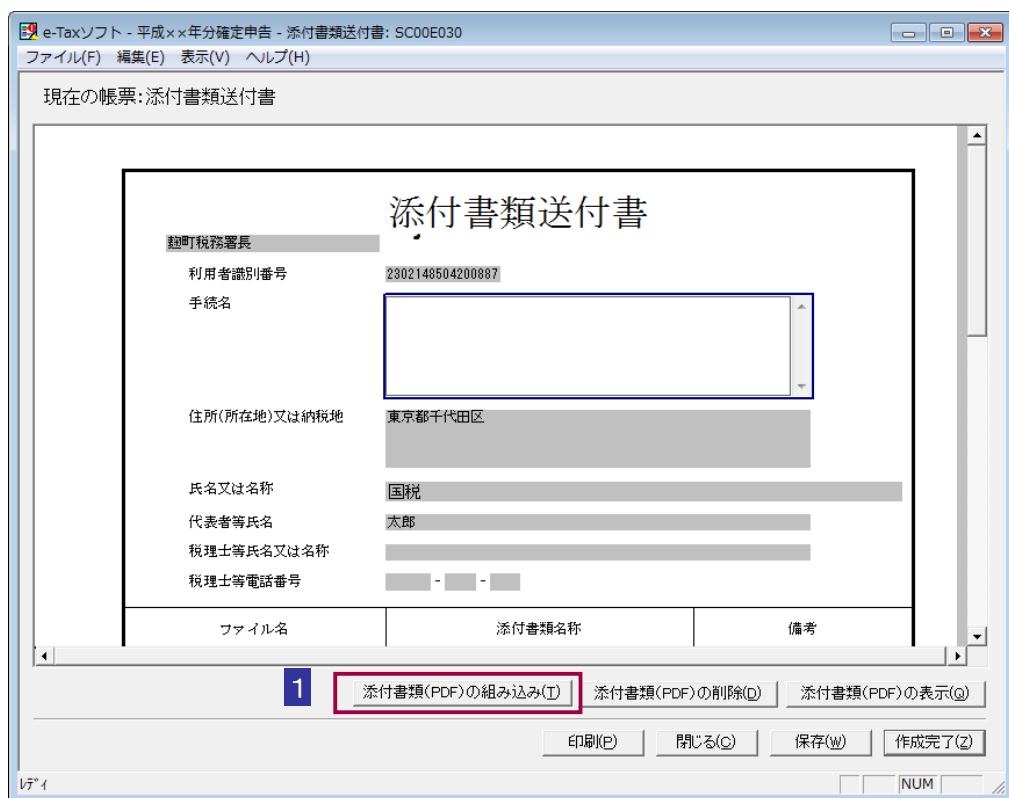 e-Taxソフト - 平成××年分確定申告 - 添付書類送付書: SC00E030
ファイル(F) 編集(E) 表示(V) ヘルプ(H)
現在の帳票:添付書類送付書
添付書類送付書
麹町税務署長
利用者識別番号 2302148504200887
手続名
住所(所在地)又は納税地 東京都千代田区
氏名又は名称 国税
代表者等氏名 太郎
税理士等氏名又は名称
税理士等電話番号 - -
ファイル名 添付書類名称 備考
1 添付書類(PDF)の組み込み(T) 添付書類(PDF)の削除(D) 添付書類(PDF)の表示(Q)
印刷(P) 閉じる(C) 保存(W) 作成完了(Z)
ﾚﾃﾞｨ NUM